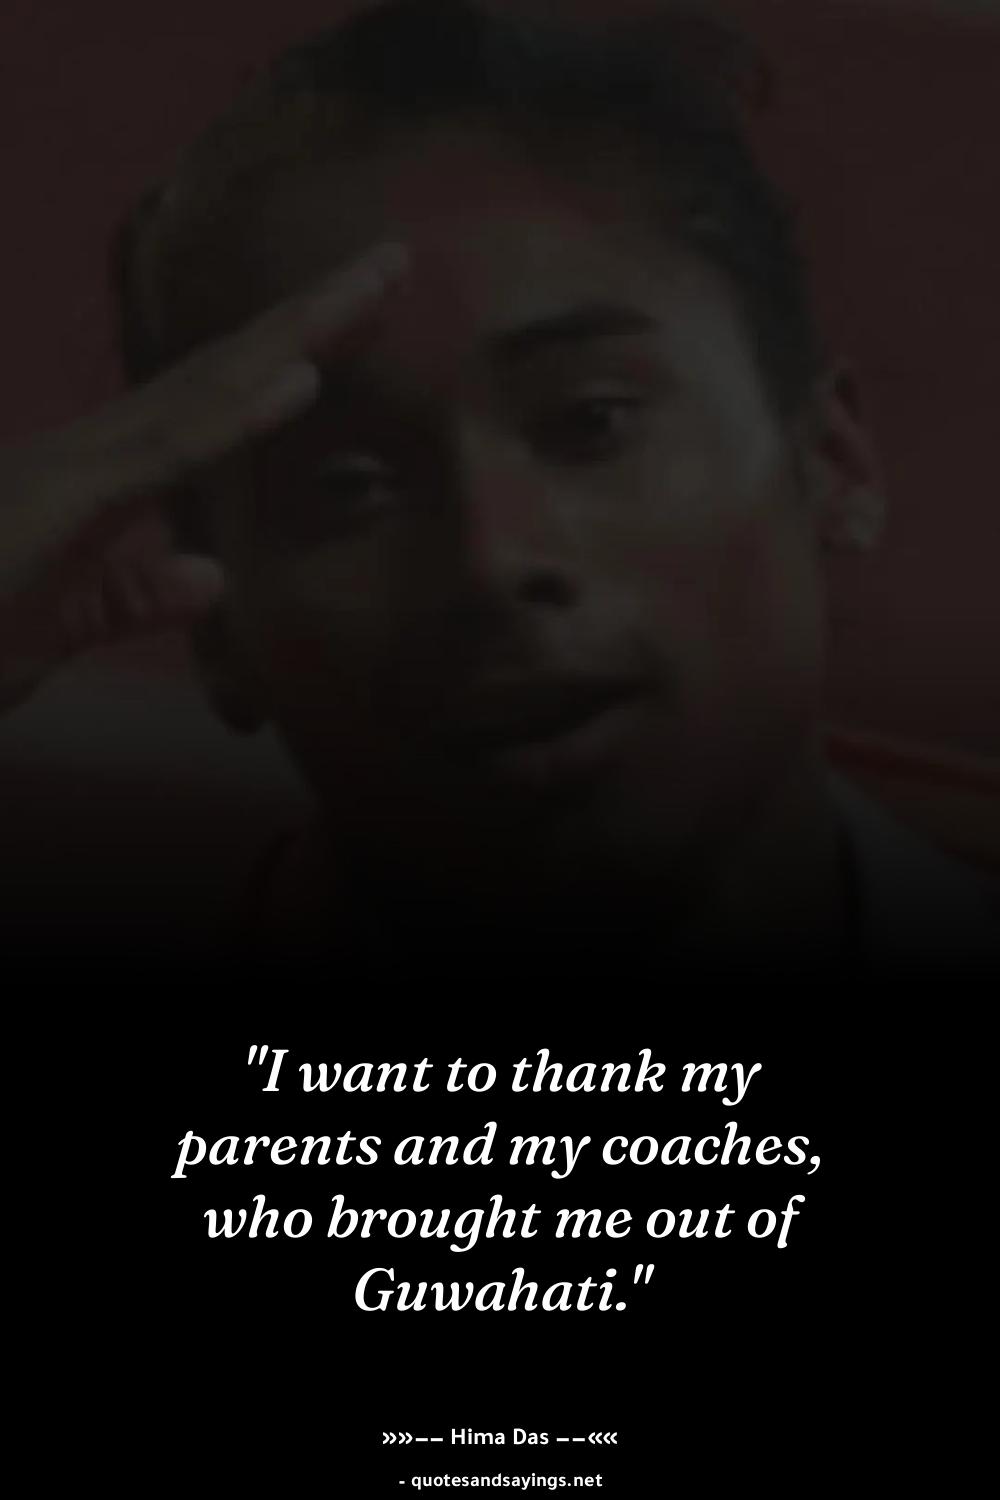 "I want to thank my
parents and my coaches,
who brought me out of
Guwahati."
»»−− Hima Das −−««
- quotesandsayings.net